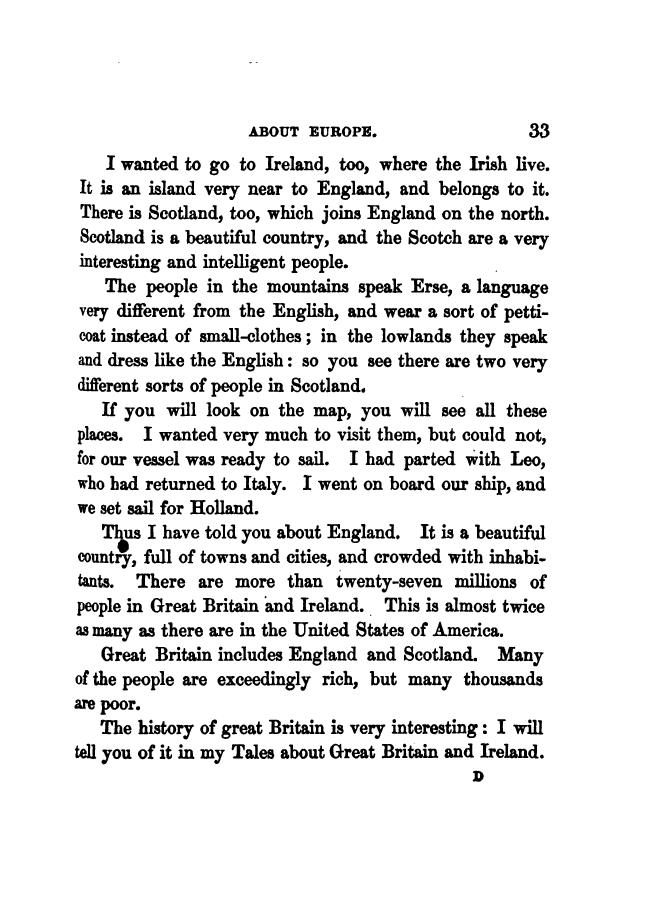 ABOUT EUROPE. 33
I wanted to go to Ireland, too, where the Irish live.
It is an island very near to England, and belongs to it.
There is Scotland, too, which joins England on the north.
Scotland is a beautiful country, and the Scotch are a very
interesting and intelligent people.
The people in the mountains speak Erse, a language
very different from the English, and wear a sort of petti-
coat instead of small-clothes; in the lowlands they speak
and dress like the English: so you see there are two very
different sorts of people in Scotland.
If you will look on the map, you will see all these
places. I wanted very much to visit them, but could not,
for our vessel was ready to sail. I had parted with Leo,
who had returned to Italy. I went on board our ship, and
we set sail for Holland.
Thus I have told you about England. It is a beautiful
country, full of towns and cities, and crowded with inhabi-
tants. There are more than twenty-seven millions of
people in Great Britain and Ireland. This is almost twice
as many as there are in the United States of America.
Great Britain includes England and Scotland. Many
of the people are exceedingly rich, but many thousands
are poor.
The history of great Britain is very interesting: I will
tell you of it in my Tales about Great Britain and Ireland.
D